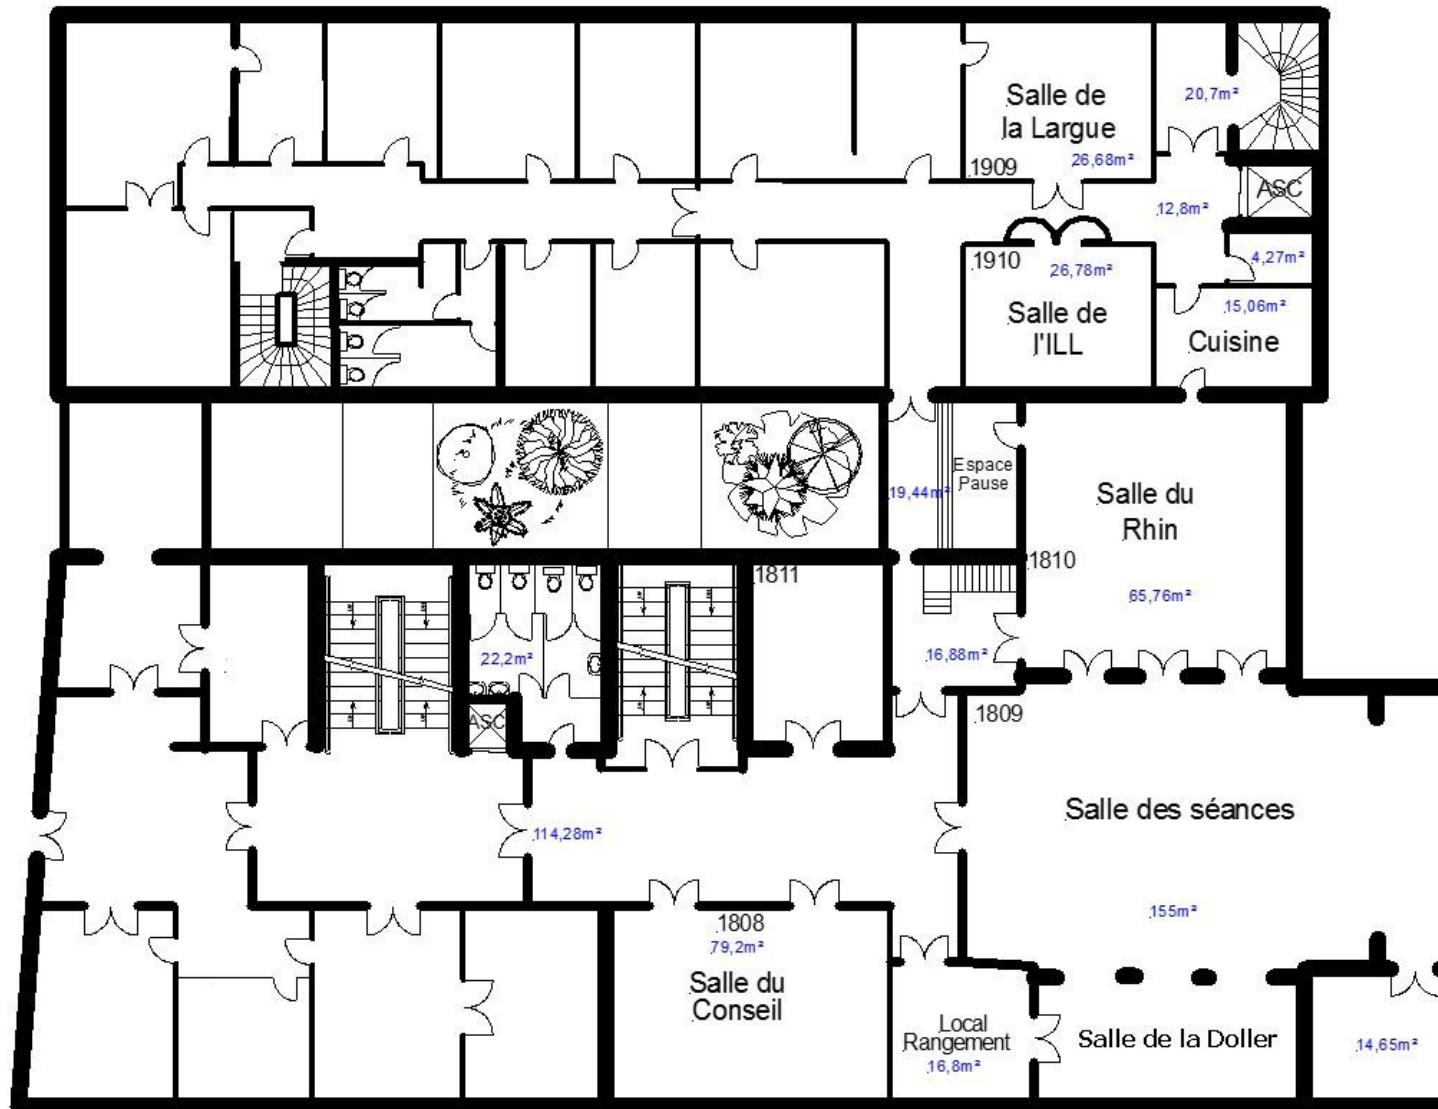 Salle de
la Largue
20,7m²
26,68m²
1909
12,8m²
ASC
1910
26,78m²
4,27m²
15,06m²
Salle de
l'ILL
Cuisine
Espace
Pause
19,44m²
Salle du
Rhin
1811
1810
65,76m²
22,2m²
16,88m²
ASC
1809
Salle des séances
114,28m²
155m²
1808
79,2m²
Salle du
Conseil
Local
Rangement
16,8m²
Salle de la Doller
14,65m²